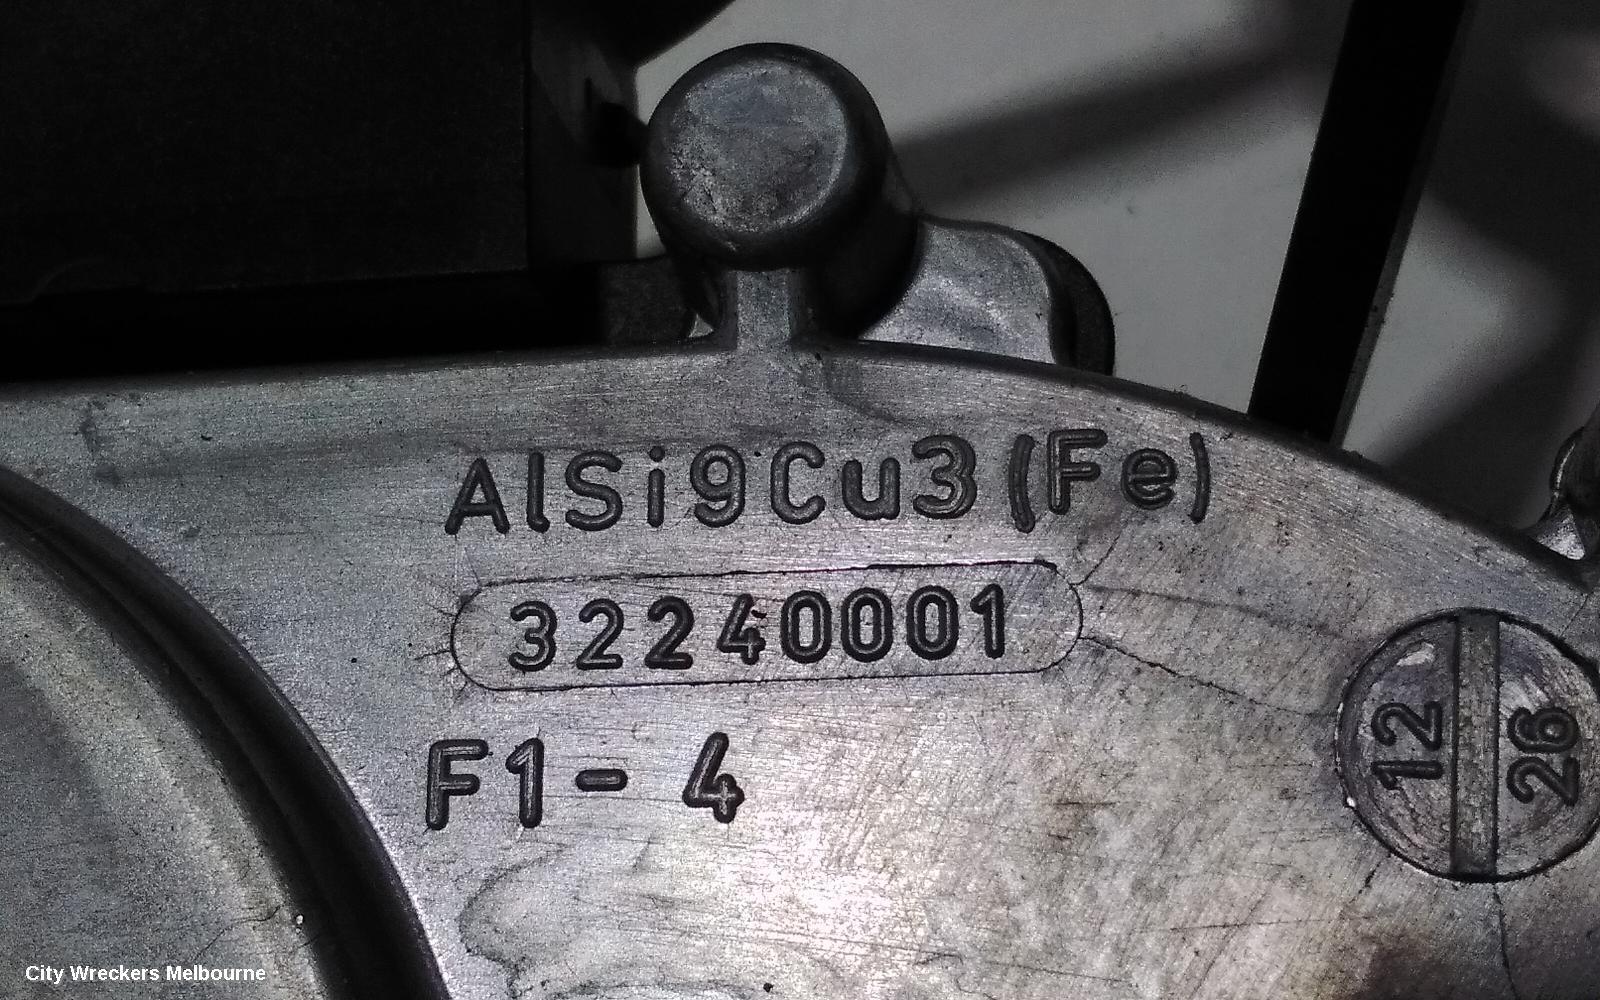 AlSi9Cu3 (Fe)
32240001
F1- 4
12
26
City Wreckers Melbourne